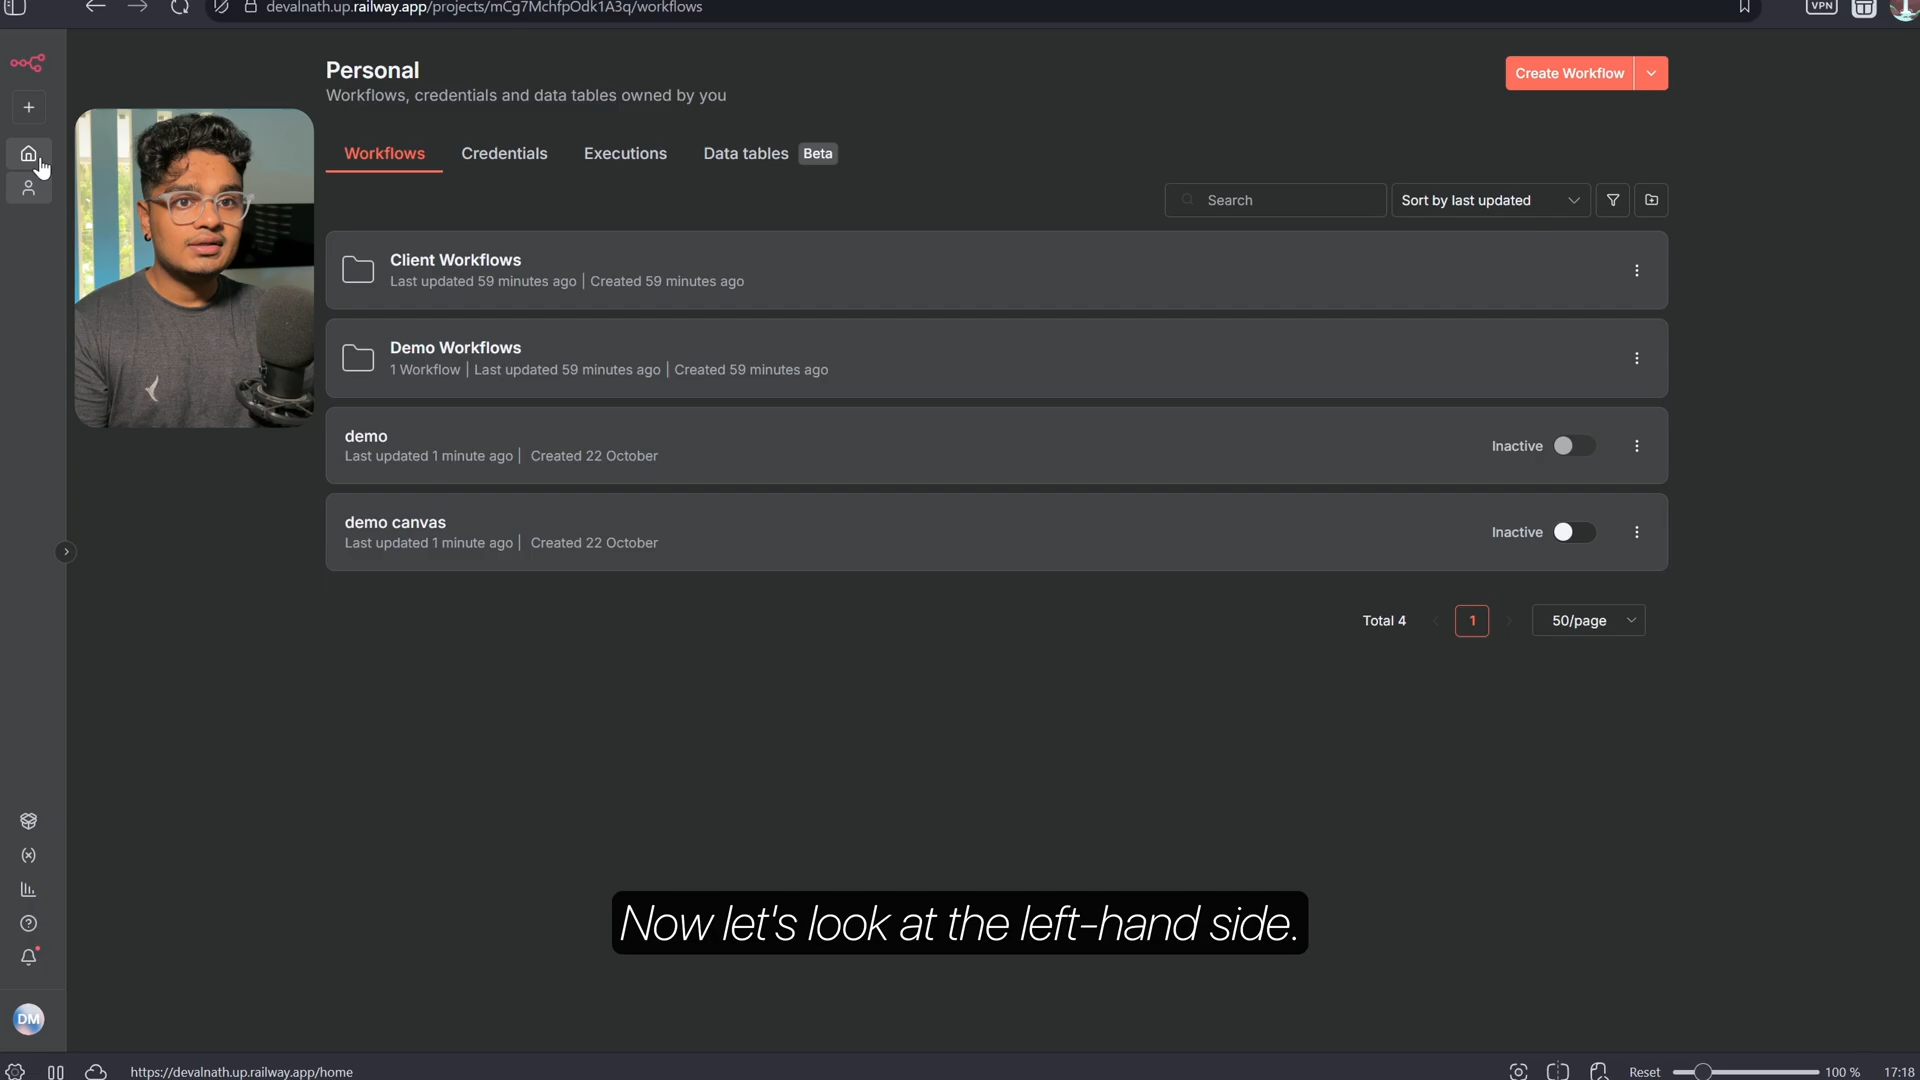 devalnath.up.railway.app/projects/mCg7MchfpOdk1A3q/workflows
VPN
Personal
Workflows, credentials and data tables owned by you
Create Workflow
Workflows
Credentials
Executions
Data tables
Beta
Search
Sort by last updated
Client Workflows
Last updated 59 minutes ago | Created 59 minutes ago
Demo Workflows
1 Workflow | Last updated 59 minutes ago | Created 59 minutes ago
demo
Last updated 1 minute ago | Created 22 October
Inactive
demo canvas
Last updated 1 minute ago | Created 22 October
Inactive
Total 4
1
50/page
Now let's look at the left-hand side.
DM
https://devalnath.up.railway.app/home
Reset
100 %
17:18